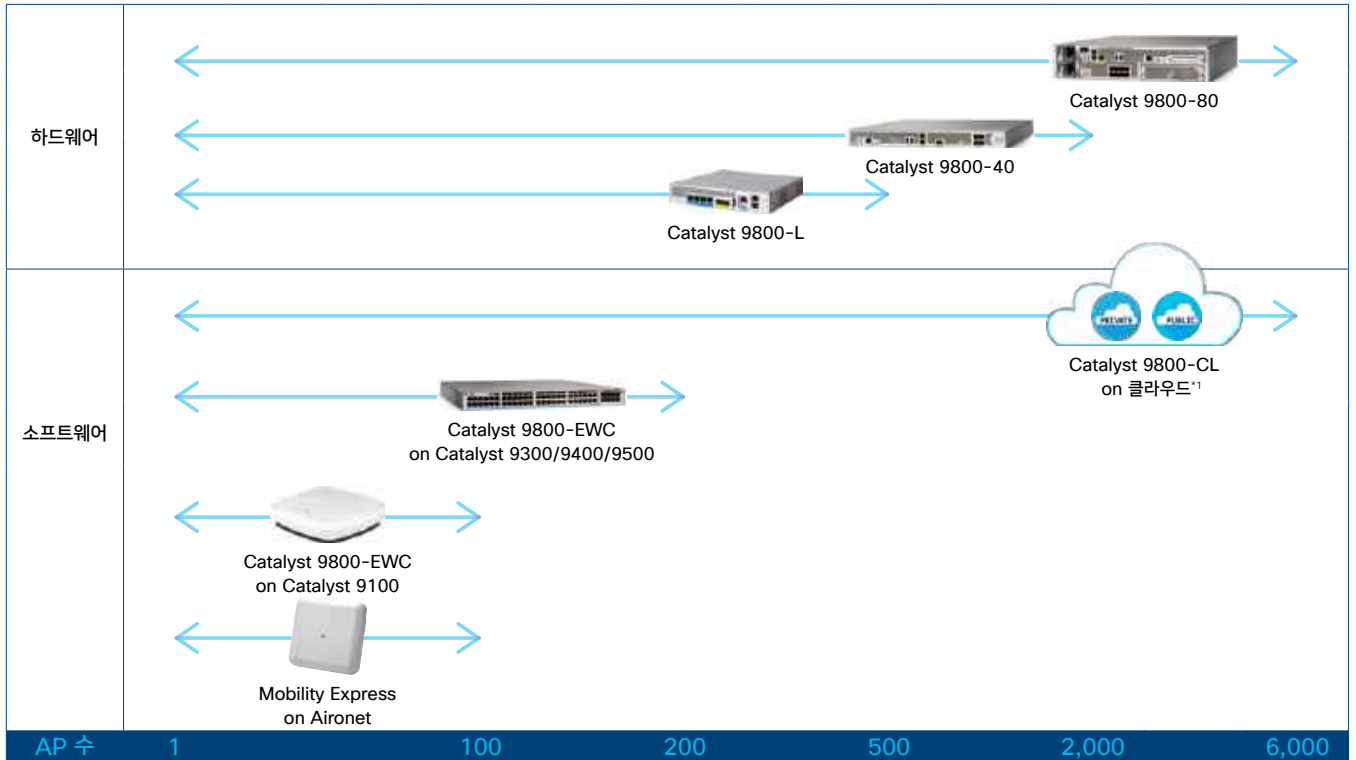 하드웨어
Catalyst 9800-80
Catalyst 9800-40
Catalyst 9800-L
소프트웨어
PRIVATE PUBLIC
Catalyst 9800-CL
on 클라우드*1
Catalyst 9800-EWC
on Catalyst 9300/9400/9500
Catalyst 9800-EWC
on Catalyst 9100
Mobility Express
on Aironet
AP 수 1 100 200 500 2,000 6,000